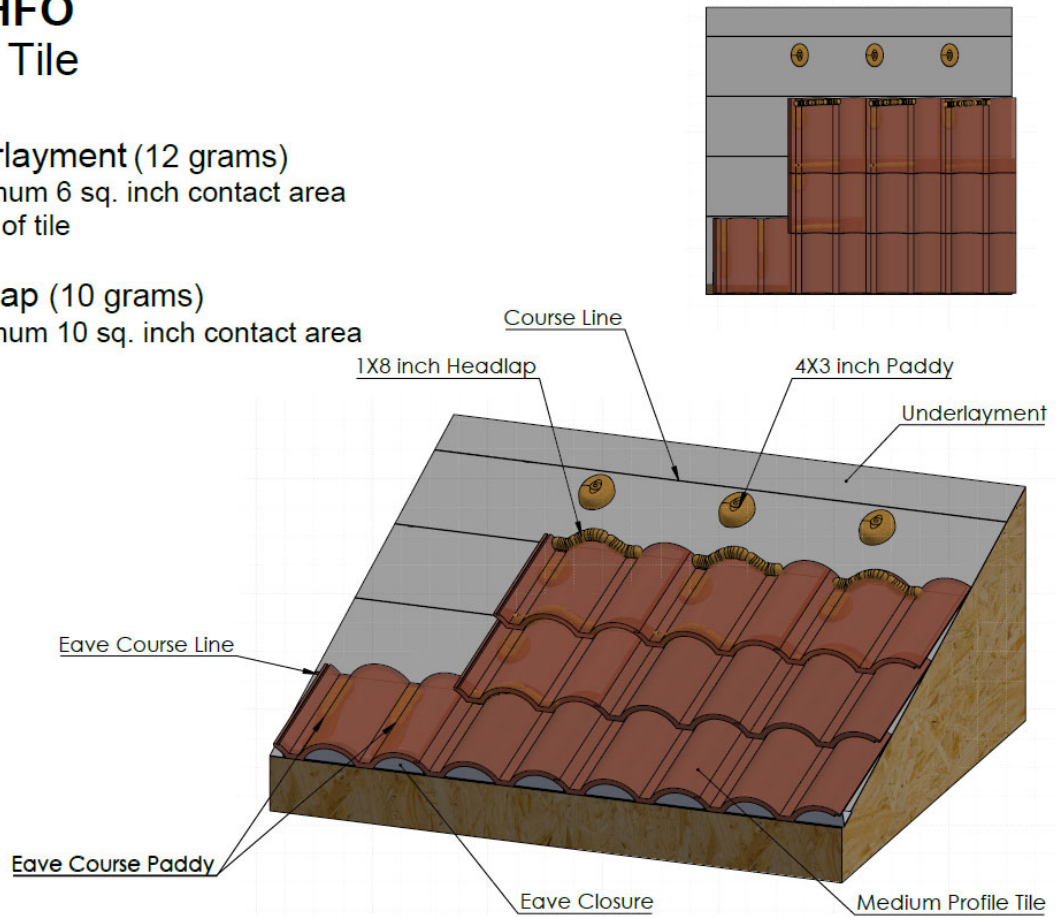 HFO
Tile
rlayment (12 grams)
num 6 sq. inch contact area
of tile
ap (10 grams)
num 10 sq. inch contact area
Course Line
1X8 inch Headlap
4X3 inch Paddy
Underlayment
Eave Course Line
Eave Course Paddy
Eave Closure
Medium Profile Tile